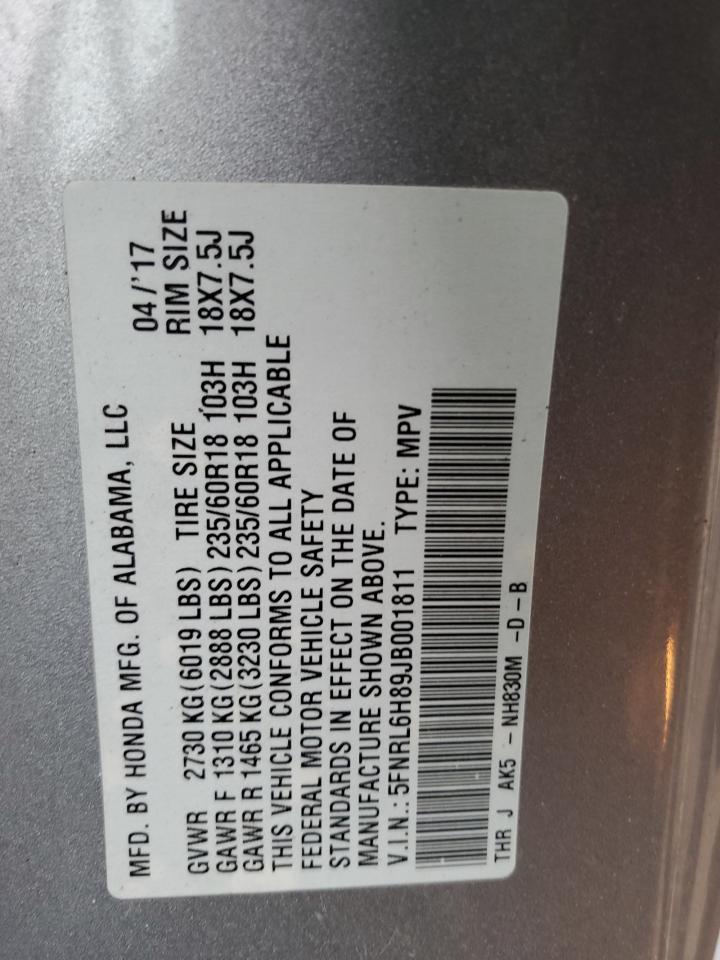 MFD. BY HONDA MFG. OF ALABAMA, LLC 04/'17
GVWR 2730 KG(6019 LBS) TIRE SIZE RIM SIZE
GAWR F 1310 KG(2888 LBS) 235/60R18 103H 18X7.5J
GAWR R 1465 KG(3230 LBS) 235/60R18 103H 18X7.5J
THIS VEHICLE CONFORMS TO ALL APPLICABLE
FEDERAL MOTOR VEHICLE SAFETY
STANDARDS IN EFFECT ON THE DATE OF
MANUFACTURE SHOWN ABOVE.
V.I.N.: 5FNRL6H89JB001811 TYPE: MPV
THR J AK5 - NH830M -D-B